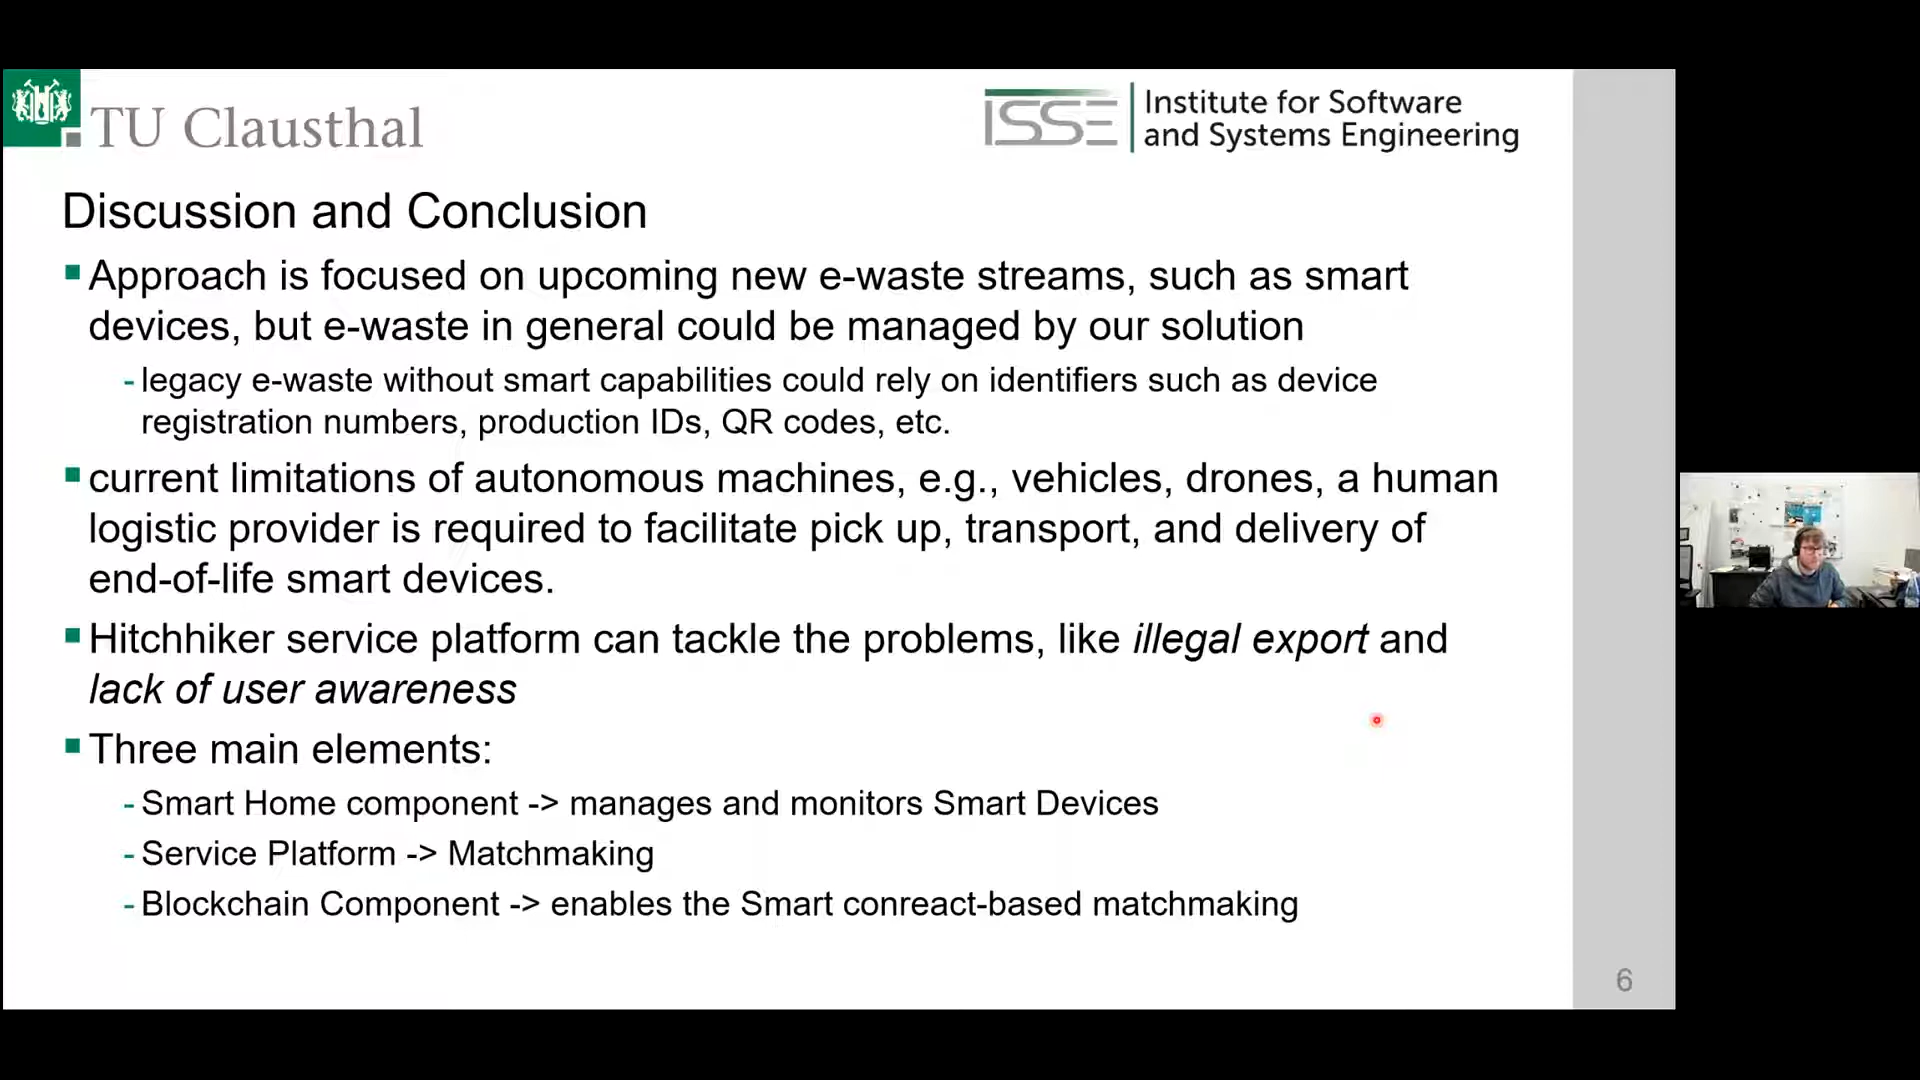 TU Clausthal
ISSE
Institute for Software
and Systems Engineering
Discussion and Conclusion
Approach is focused on upcoming new e-waste streams, such as smart
devices, but e-waste in general could be managed by our solution
- legacy e-waste without smart capabilities could rely on identifiers such as device
registration numbers, production IDs, QR codes, etc.
current limitations of autonomous machines, e.g., vehicles, drones, a human
logistic provider is required to facilitate pick up, transport, and delivery of
end-of-life smart devices.
Hitchhiker service platform can tackle the problems, like illegal export and
lack of user awareness
Three main elements:
- Smart Home component -> manages and monitors Smart Devices
- Service Platform -> Matchmaking
- Blockchain Component -> enables the Smart conreact-based matchmaking
6